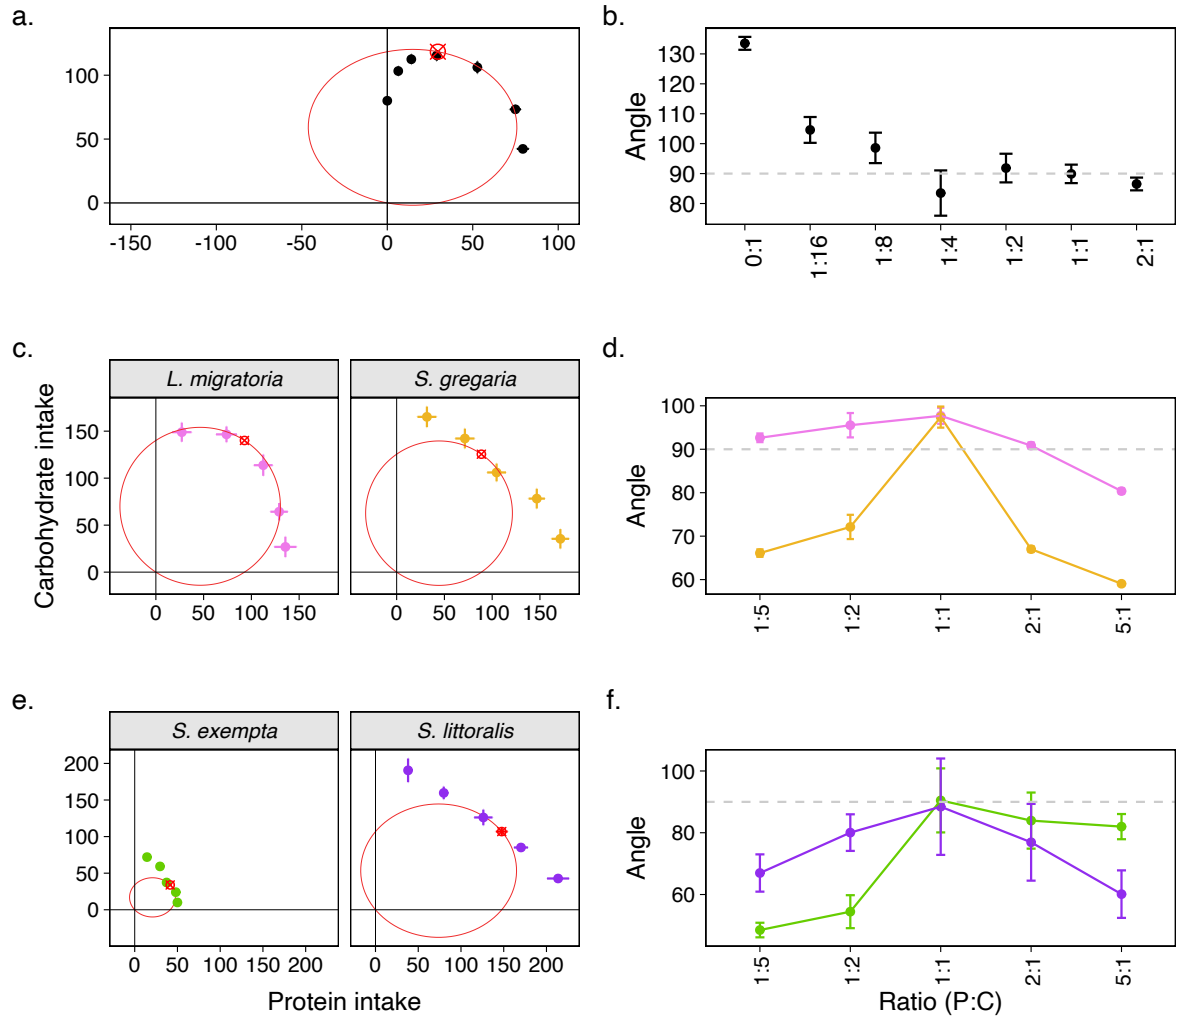 a.
100
50
0
-150 -100 -50 0 50 100
b.
Angle
130
120
110
100
90
80
0:1 1:16 1:8 1:4 1:2 1:1 2:1
c.
L. migratoria S. gregaria
Carbohydrate intake
150
100
50
0
0 50 100 150 0 50 100 150
d.
Angle
100
90
80
70
60
1:5 1:2 1:1 2:1 5:1
e.
S. exempta S. littoralis
200
150
100
50
0
0 50 100 150 200 0 50 100 150 200
Protein intake
f.
Angle
100
80
60
1:5 1:2 1:1 2:1 5:1
Ratio (P:C)